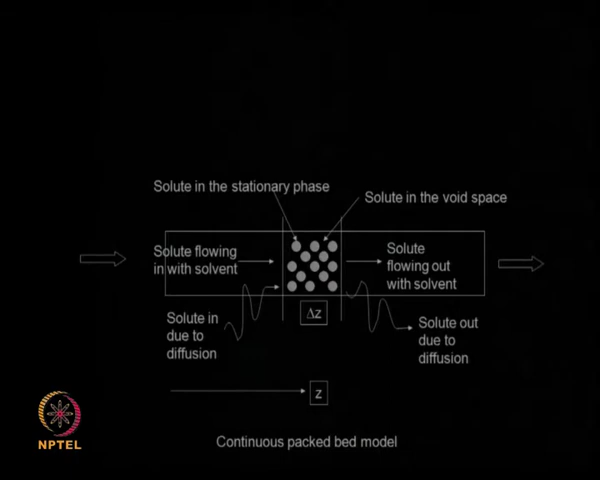 Solute in the stationary phase
Solute in the void space
Solute flowing
in with solvent
Solute
flowing out
with solvent
Δz
Solute in
due to
diffusion
Solute out
due to
diffusion
z
NPTEL
Continuous packed bed model